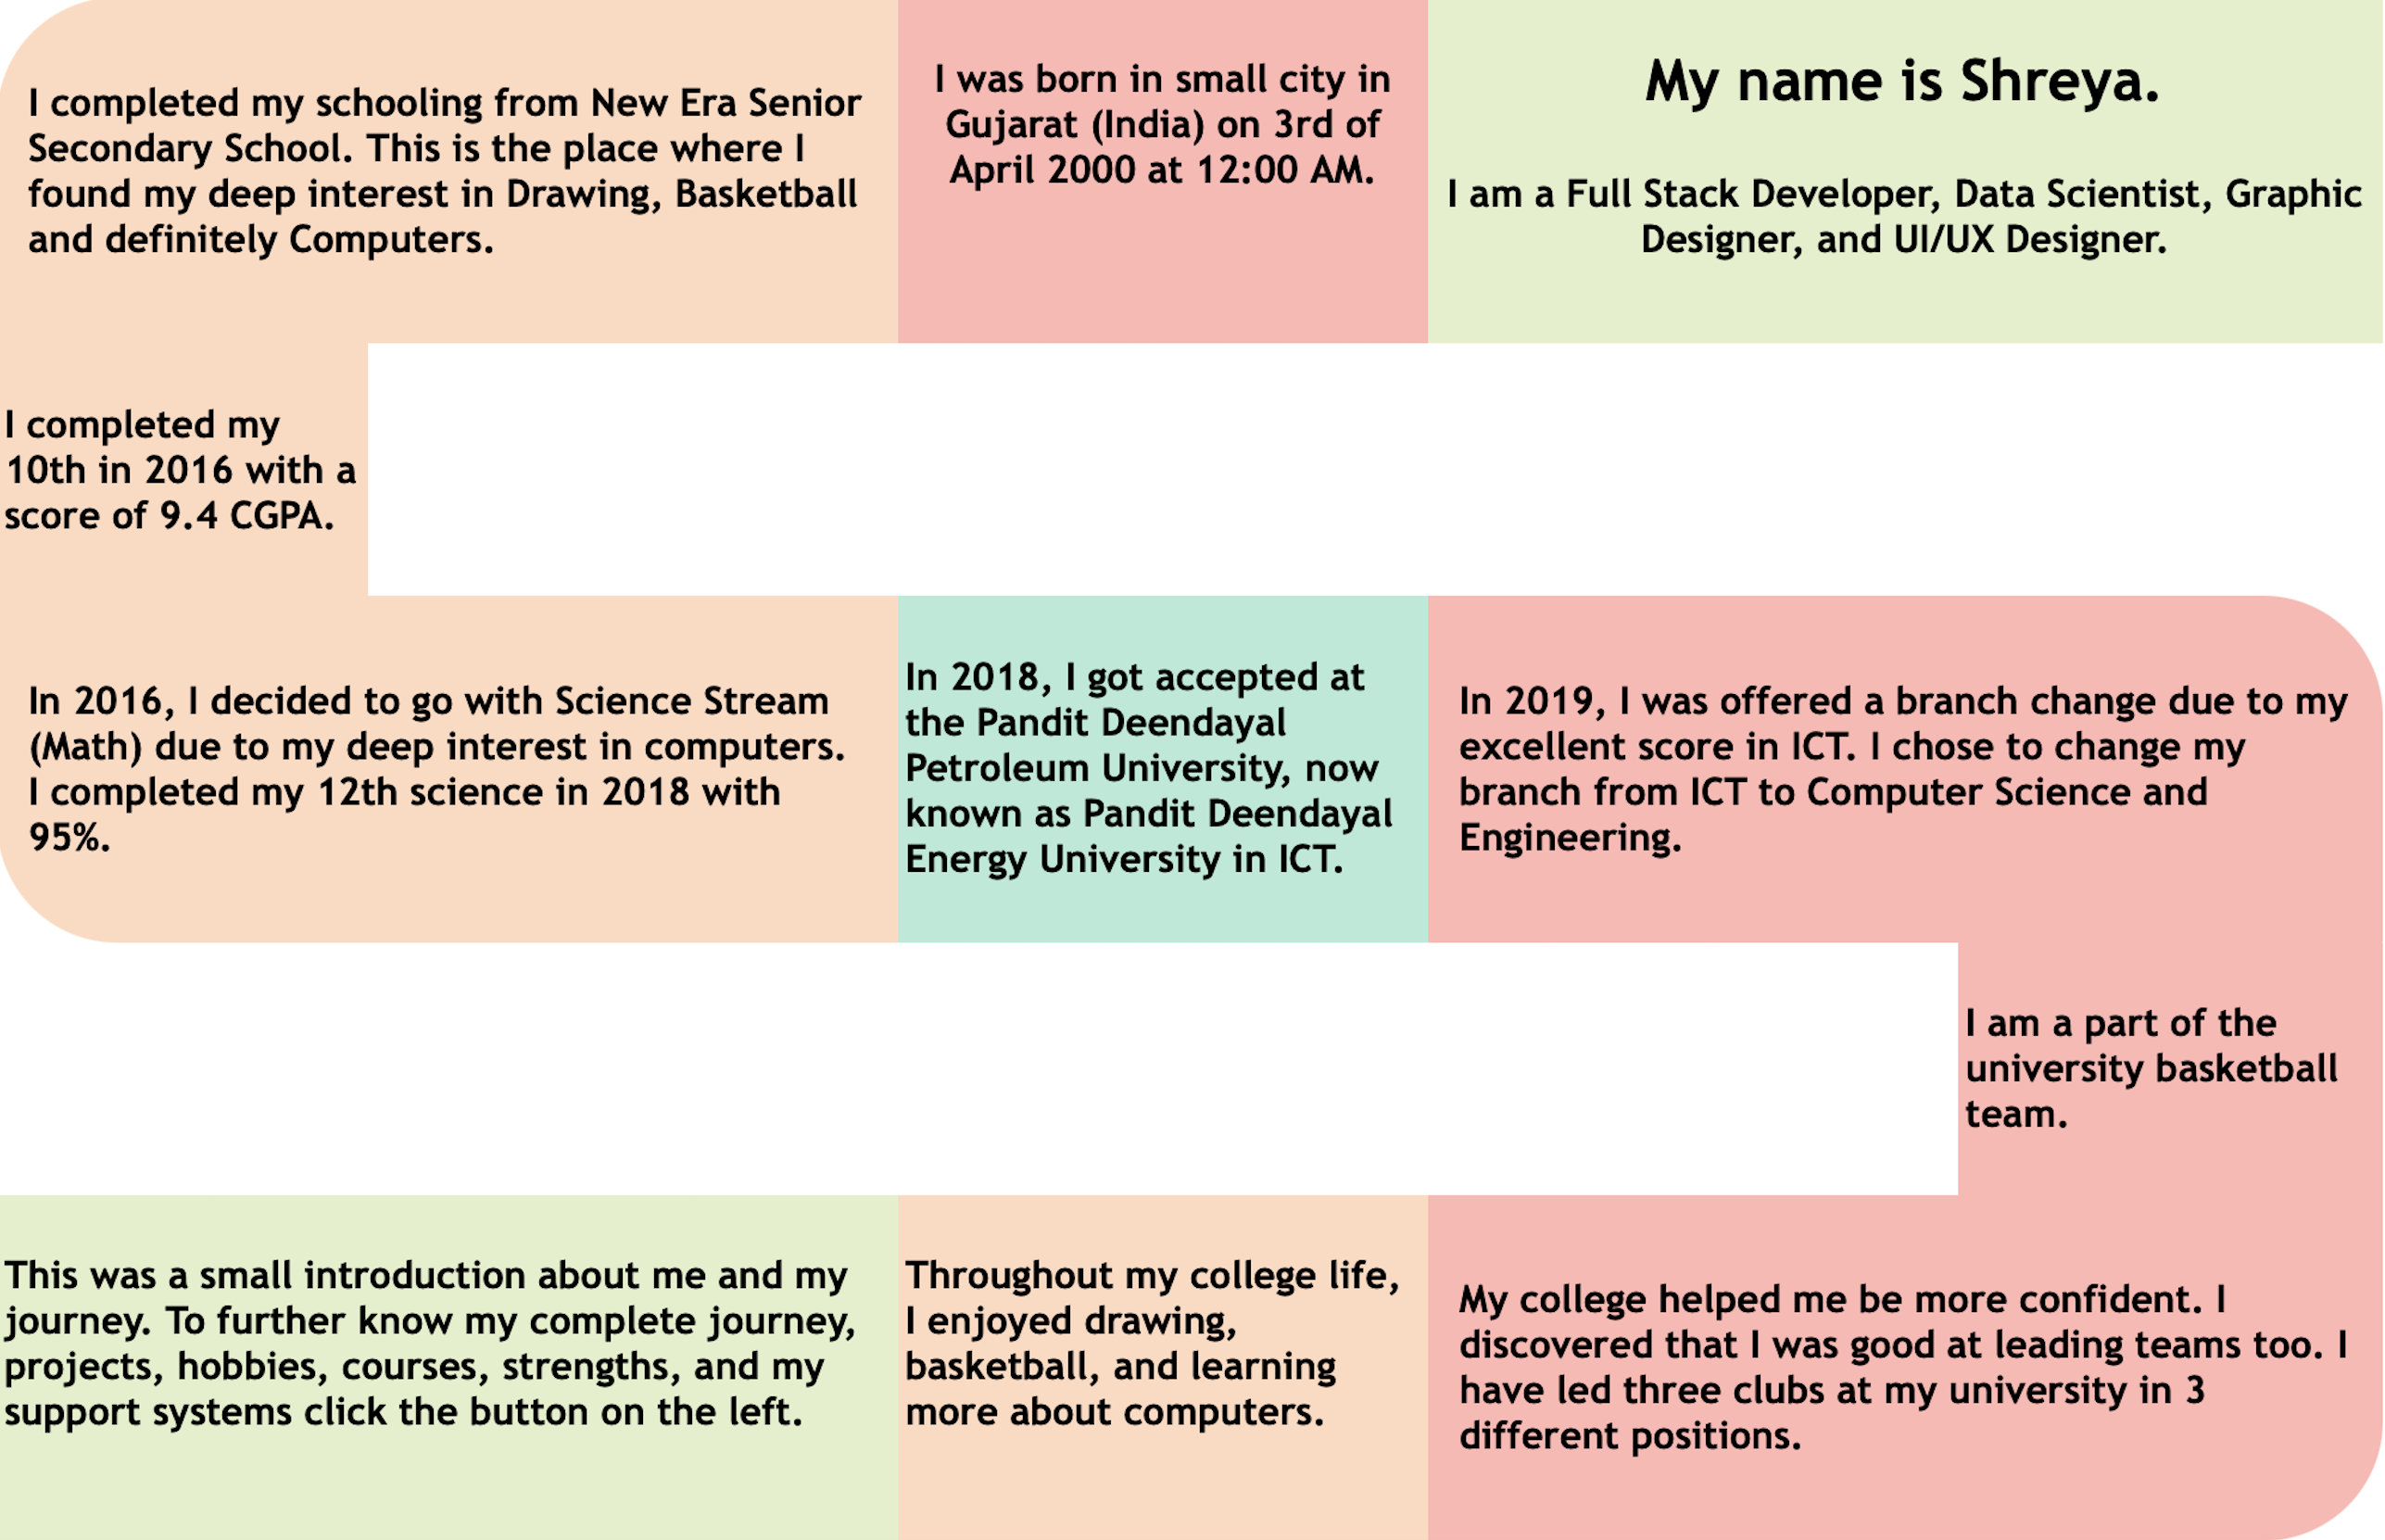 My name is Shreya.
I am a Full Stack Developer, Data Scientist, Graphic
Designer, and UI/UX Designer.
I was born in small city in
Gujarat (India) on 3rd of
April 2000 at 12:00 AM.
I completed my schooling from New Era Senior
Secondary School. This is the place where I
found my deep interest in Drawing, Basketball
and definitely Computers.
I completed my
10th in 2016 with a
score of 9.4 CGPA.
In 2016, I decided to go with Science Stream
(Math) due to my deep interest in computers.
I completed my 12th science in 2018 with
95%.
In 2018, I got accepted at
the Pandit Deendayal
Petroleum University, now
known as Pandit Deendayal
Energy University in ICT.
In 2019, I was offered a branch change due to my
excellent score in ICT. I chose to change my
branch from ICT to Computer Science and
Engineering.
I am a part of the
university basketball
team.
My college helped me be more confident. I
discovered that I was good at leading teams too. I
have led three clubs at my university in 3
different positions.
Throughout my college life,
I enjoyed drawing,
basketball, and learning
more about computers.
This was a small introduction about me and my
journey. To further know my complete journey,
projects, hobbies, courses, strengths, and my
support systems click the button on the left.